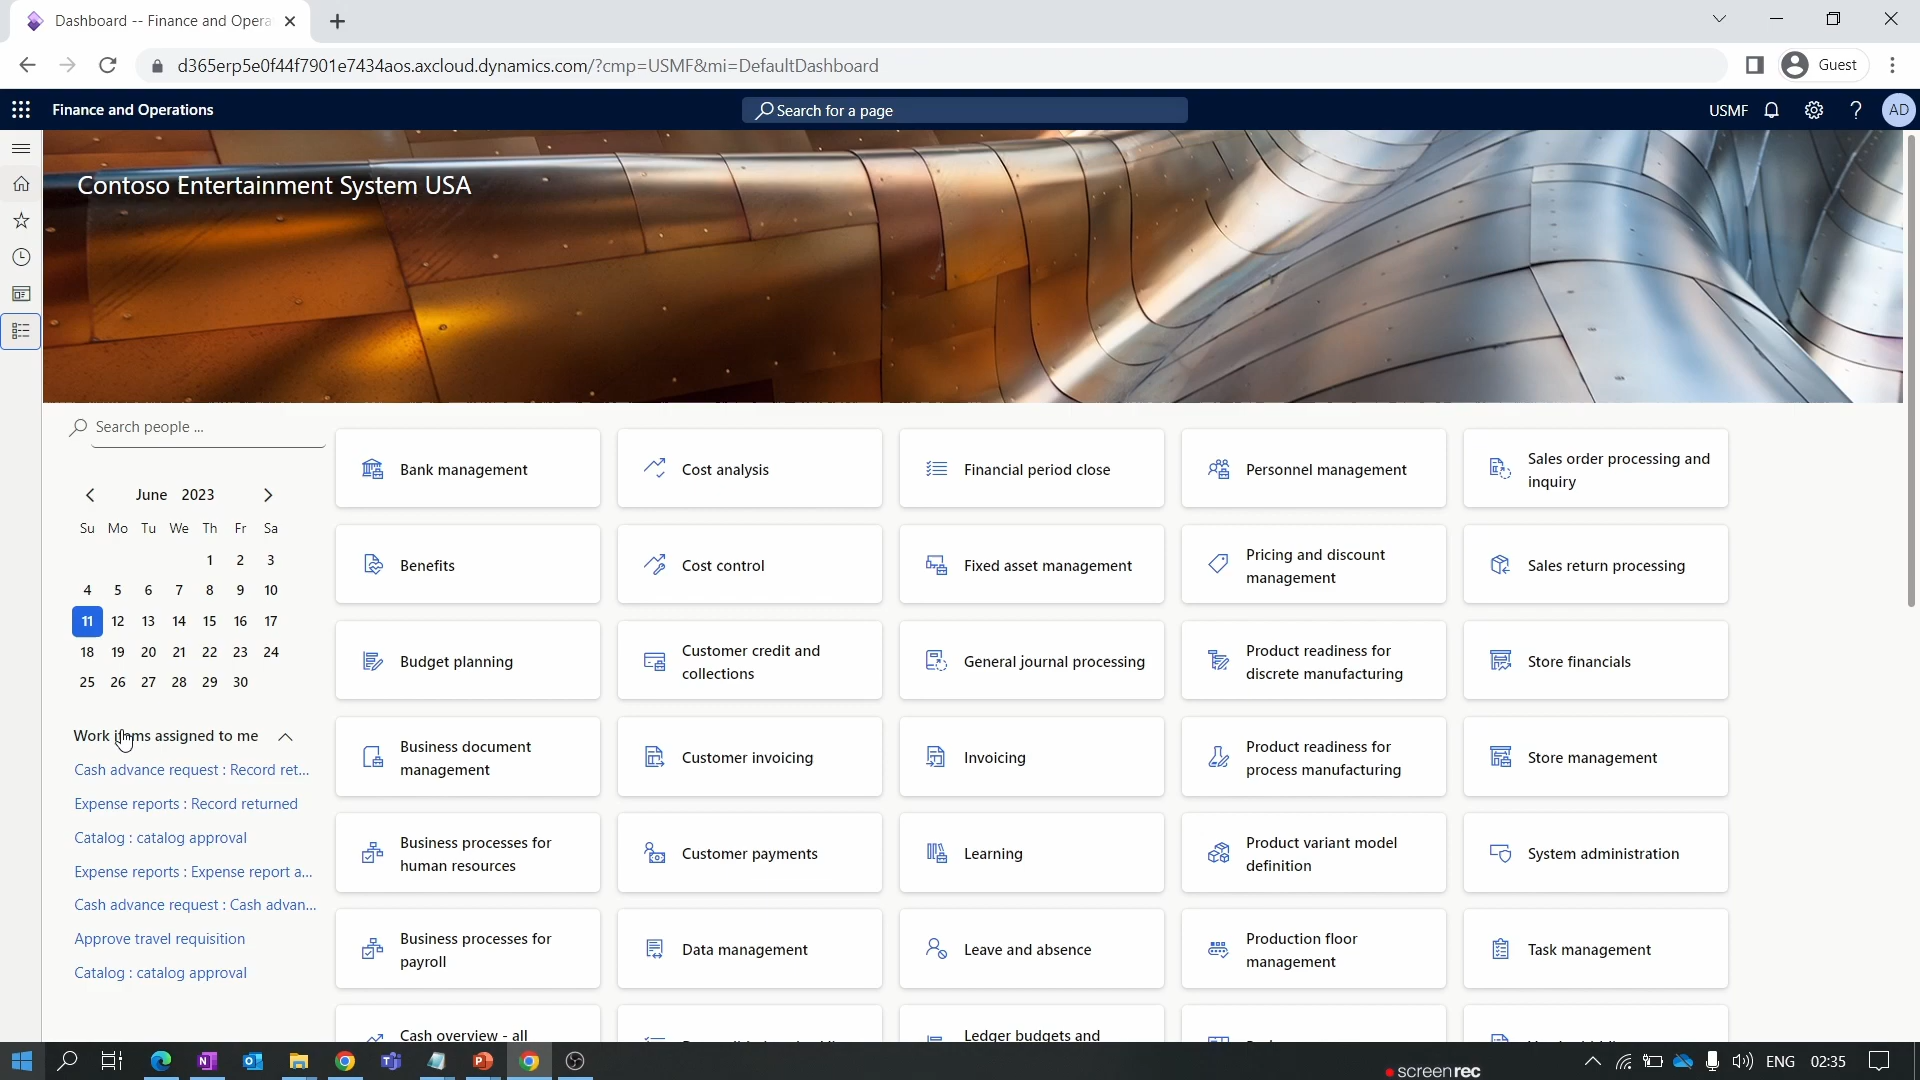 Dashboard -- Finance and Opera
d365erp5e0f44f7901e7434aos.axcloud.dynamics.com/?cmp=USMF&mi=DefaultDashboard
Guest
Finance and Operations
Search for a page
USMF
?
AD
Contoso Entertainment System USA
Search people ...
June 2023
Su Mo Tu We Th Fr Sa
1 2 3
4 5 6 7 8 9 10
11 12 13 14 15 16 17
18 19 20 21 22 23 24
25 26 27 28 29 30
Work items assigned to me
Cash advance request : Record ret...
Expense reports : Record returned
Catalog : catalog approval
Expense reports : Expense report a...
Cash advance request : Cash advan...
Approve travel requisition
Catalog : catalog approval
Bank management
Cost analysis
Financial period close
Personnel management
Sales order processing and
inquiry
Benefits
Cost control
Fixed asset management
Pricing and discount
management
Sales return processing
Budget planning
Customer credit and
collections
General journal processing
Product readiness for
discrete manufacturing
Store financials
Business document
management
Customer invoicing
Invoicing
Product readiness for
process manufacturing
Store management
Business processes for
human resources
Customer payments
Learning
Product variant model
definition
System administration
Business processes for
payroll
Data management
Leave and absence
Production floor
management
Task management
Cash overview - all
Ledger budgets and
screenrec
ENG
02:35